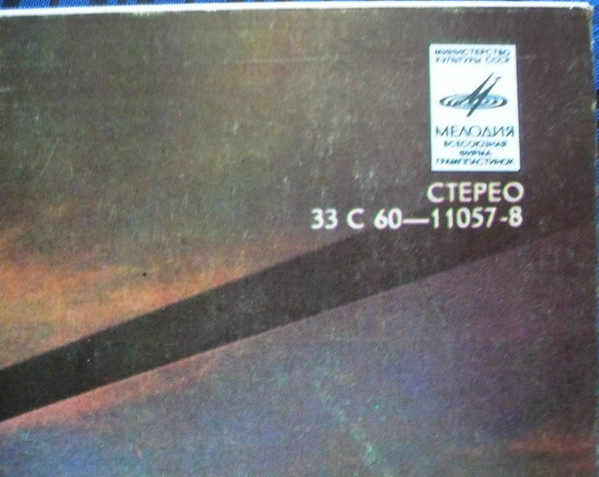 МИНИСТЕРСТВО
КУЛЬТУРЫ СССР
МЕЛОДИЯ
ВСЕСОЮЗНАЯ
ФИРМА
ГРАМПЛАСТИНОК
СТЕРЕО
33 С 60—11057-8